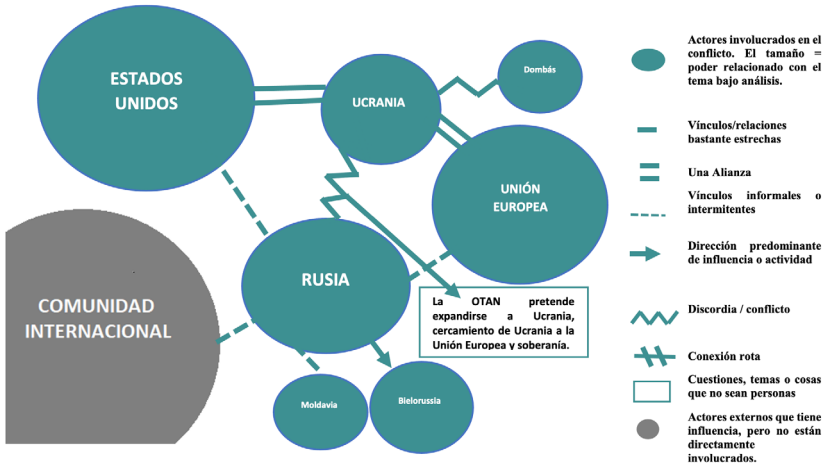 ESTADOS
UNIDOS
UCRANIA
Dombás
UNIÓN
EUROPEA
RUSIA
COMUNIDAD
INTERNACIONAL
La OTAN pretende
expandirse a Ucrania,
cercamiento de Ucrania a la
Unión Europea y soberanía.
Moldavia
Bielorussia
Actores involucrados en el
conflicto. El tamaño =
poder relacionado con el
tema bajo análisis.
Vínculos/relaciones
bastante estrechas
Una Alianza
Vínculos informales o
intermitentes
Dirección predominante
de influencia o actividad
Discordia / conflicto
Conexión rota
Cuestiones, temas o cosas
que no sean personas
Actores externos que tiene
influencia, pero no están
directamente
involucrados.